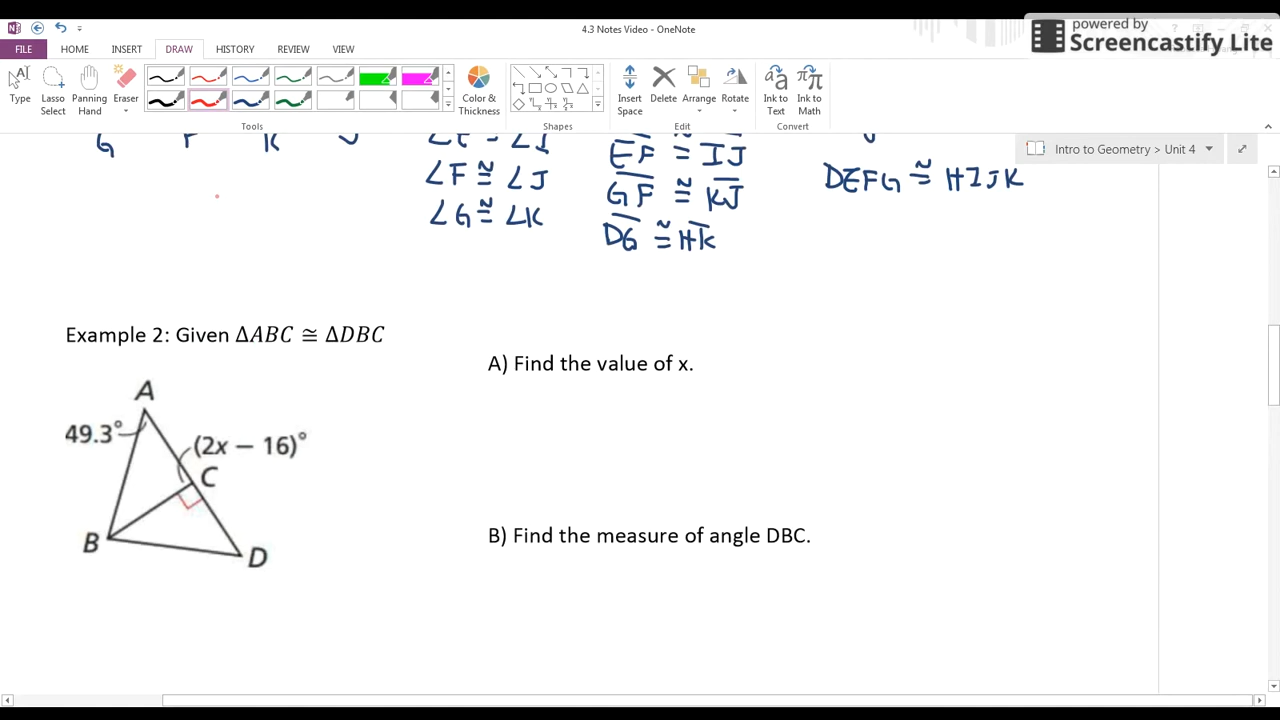 4.3 Notes Video - OneNote
powered by
Screencastify Lite
FILE HOME INSERT DRAW HISTORY REVIEW VIEW
Type
Lasso Select
Panning Hand
Eraser
Color & Thickness
Insert Space
Delete
Arrange
Rotate
Ink to Text
Ink to Math
Tools
Shapes
Edit
Convert
Intro to Geometry > Unit 4
G F K J
∠E ≅ ∠I
EF ≅ IJ
∠F ≅ ∠J
GF ≅ KJ
DEFG ≅ HIJK
∠G ≅ ∠K
DG ≅ HK
Example 2: Given ΔABC ≅ ΔDBC
A) Find the value of x.
A
49.3°
(2x − 16)°
C
B
D
B) Find the measure of angle DBC.